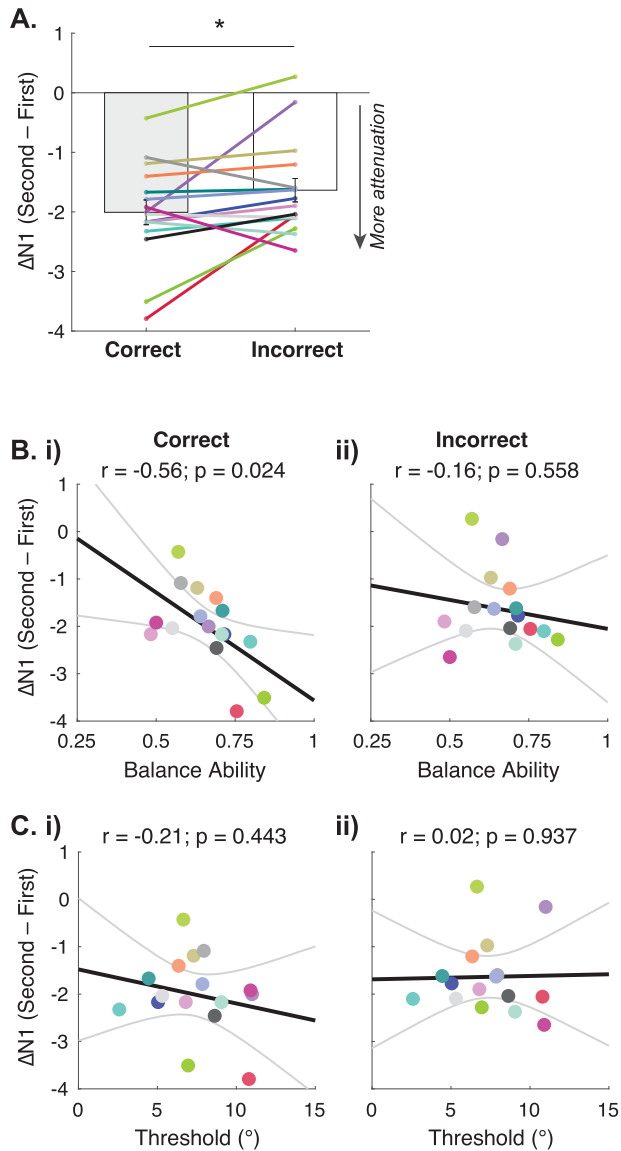 A.
*
1
0
-1
-2
-3
-4
ΔN1 (Second – First)
More attenuation
Correct Incorrect
B. i) Correct ii) Incorrect
r = -0.56; p = 0.024 r = -0.16; p = 0.558
1
0
-1
-2
-3
-4
ΔN1 (Second – First)
0.25 0.5 0.75 1 0.25 0.5 0.75 1
Balance Ability Balance Ability
C. i) ii)
r = -0.21; p = 0.443 r = 0.02; p = 0.937
1
0
-1
-2
-3
-4
ΔN1 (Second – First)
0 5 10 15 0 5 10 15
Threshold (°) Threshold (°)